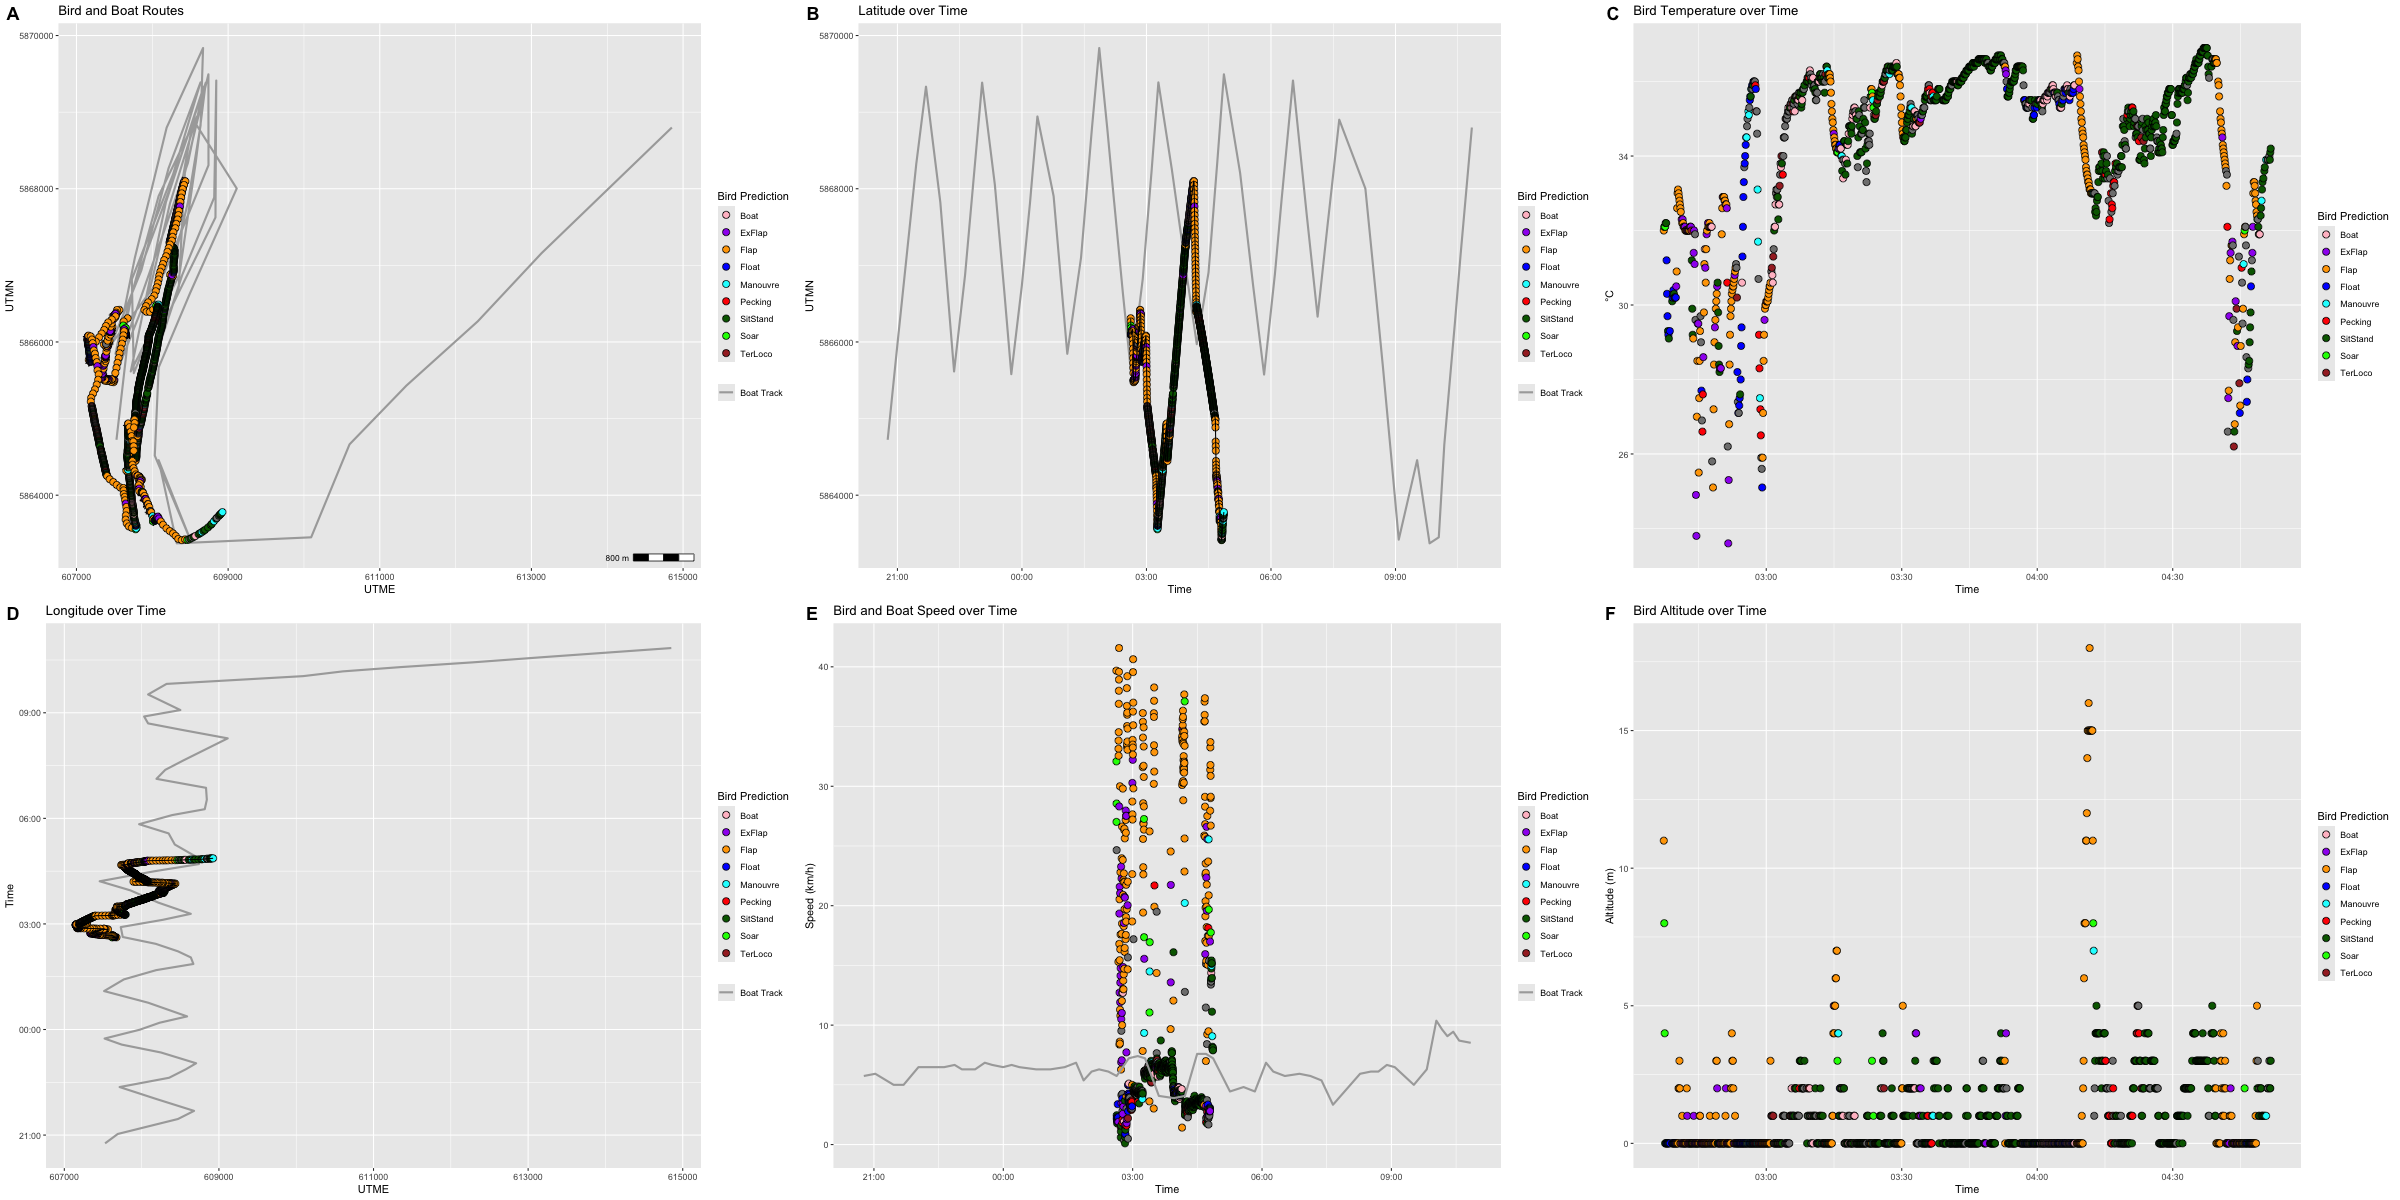 A Bird and Boat Routes
5870000
5868000
5866000
5864000
UTMN
607000 609000 611000 613000 615000
UTME
800 m
Bird Prediction
Boat
ExFlap
Flap
Float
Manouvre
Pecking
SitStand
Soar
TerLoco
Boat Track
B Latitude over Time
5870000
5868000
5866000
5864000
UTMN
21:00 00:00 03:00 06:00 09:00
Time
Bird Prediction
Boat
ExFlap
Flap
Float
Manouvre
Pecking
SitStand
Soar
TerLoco
Boat Track
C Bird Temperature over Time
34
30
26
°C
03:00 03:30 04:00 04:30
Time
Bird Prediction
Boat
ExFlap
Flap
Float
Manouvre
Pecking
SitStand
Soar
TerLoco
D Longitude over Time
09:00
06:00
03:00
00:00
21:00
Time
607000 609000 611000 613000 615000
UTME
Bird Prediction
Boat
ExFlap
Flap
Float
Manouvre
Pecking
SitStand
Soar
TerLoco
Boat Track
E Bird and Boat Speed over Time
40
30
20
10
0
Speed (km/h)
21:00 00:00 03:00 06:00 09:00
Time
Bird Prediction
Boat
ExFlap
Flap
Float
Manouvre
Pecking
SitStand
Soar
TerLoco
Boat Track
F Bird Altitude over Time
15
10
5
0
Altitude (m)
03:00 03:30 04:00 04:30
Time
Bird Prediction
Boat
ExFlap
Flap
Float
Manouvre
Pecking
SitStand
Soar
TerLoco